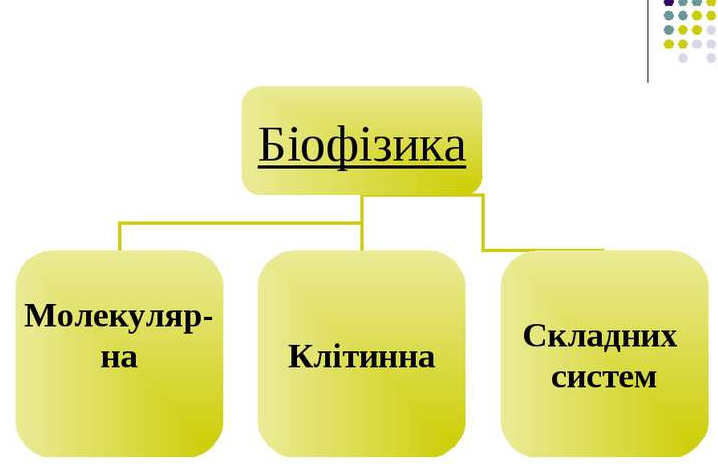 Біофізика
Молекуляр-
на
Клітинна
Складних
систем